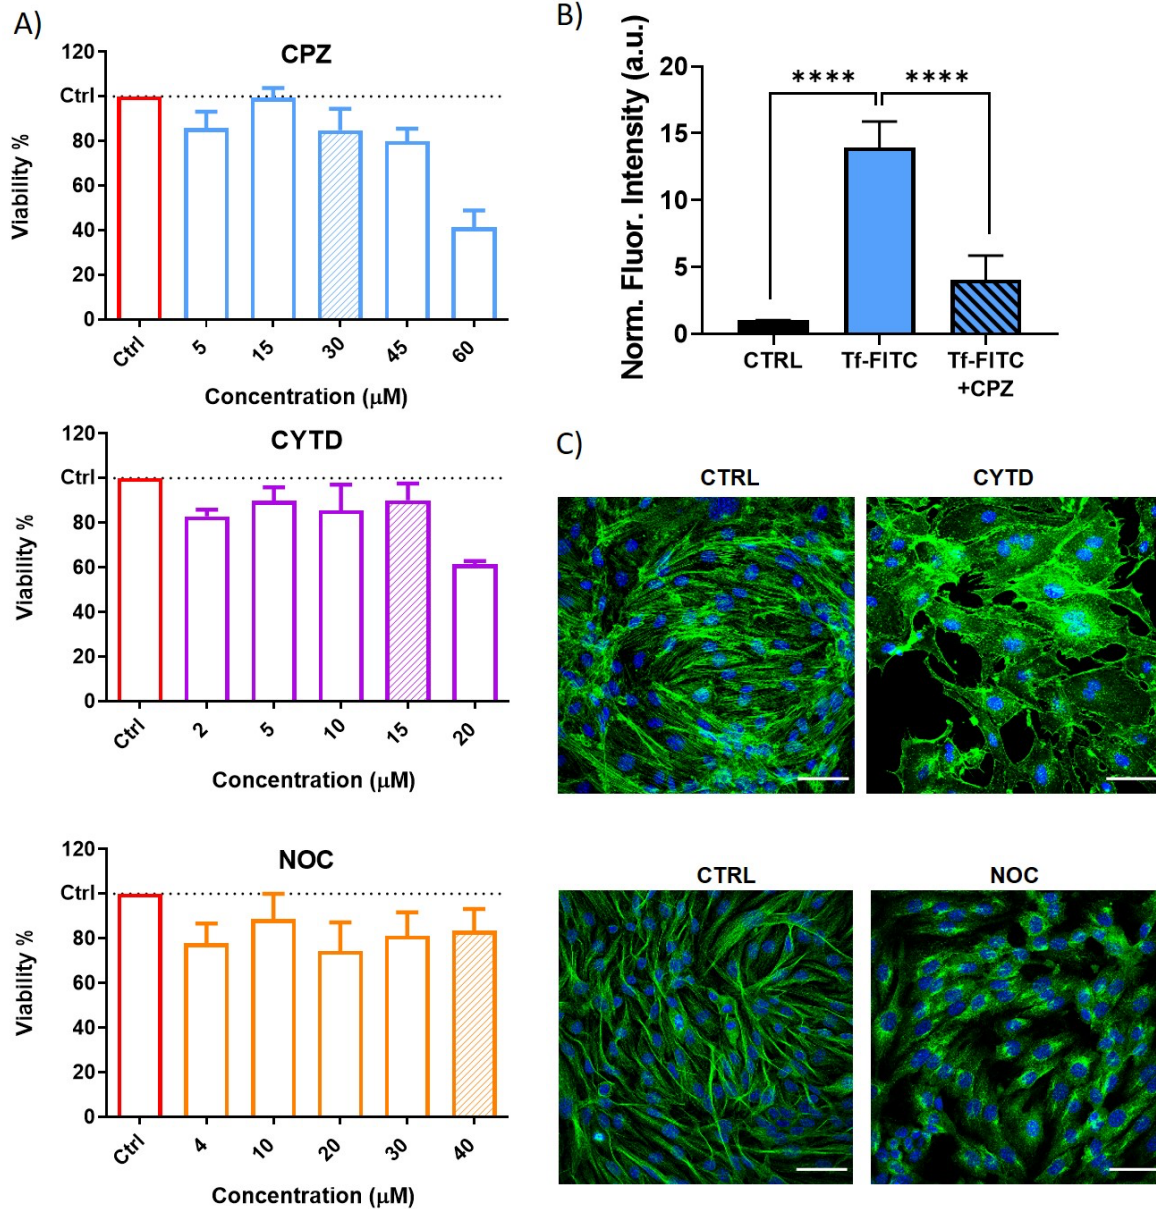 A)
CPZ
Viability %
120
Ctrl
80
60
40
20
0
Ctrl
5
15
30
45
60
Concentration (μM)
CYTD
Viability %
120
Ctrl
80
60
40
20
0
Ctrl
2
5
10
15
20
Concentration (μM)
NOC
Viability %
120
Ctrl
80
60
40
20
0
Ctrl
4
10
20
30
40
Concentration (μM)
B)
Norm. Fluor. Intensity (a.u.)
20
15
10
5
0
**** ****
CTRL
Tf-FITC
Tf-FITC
+CPZ
C)
CTRL
CYTD
CTRL
NOC